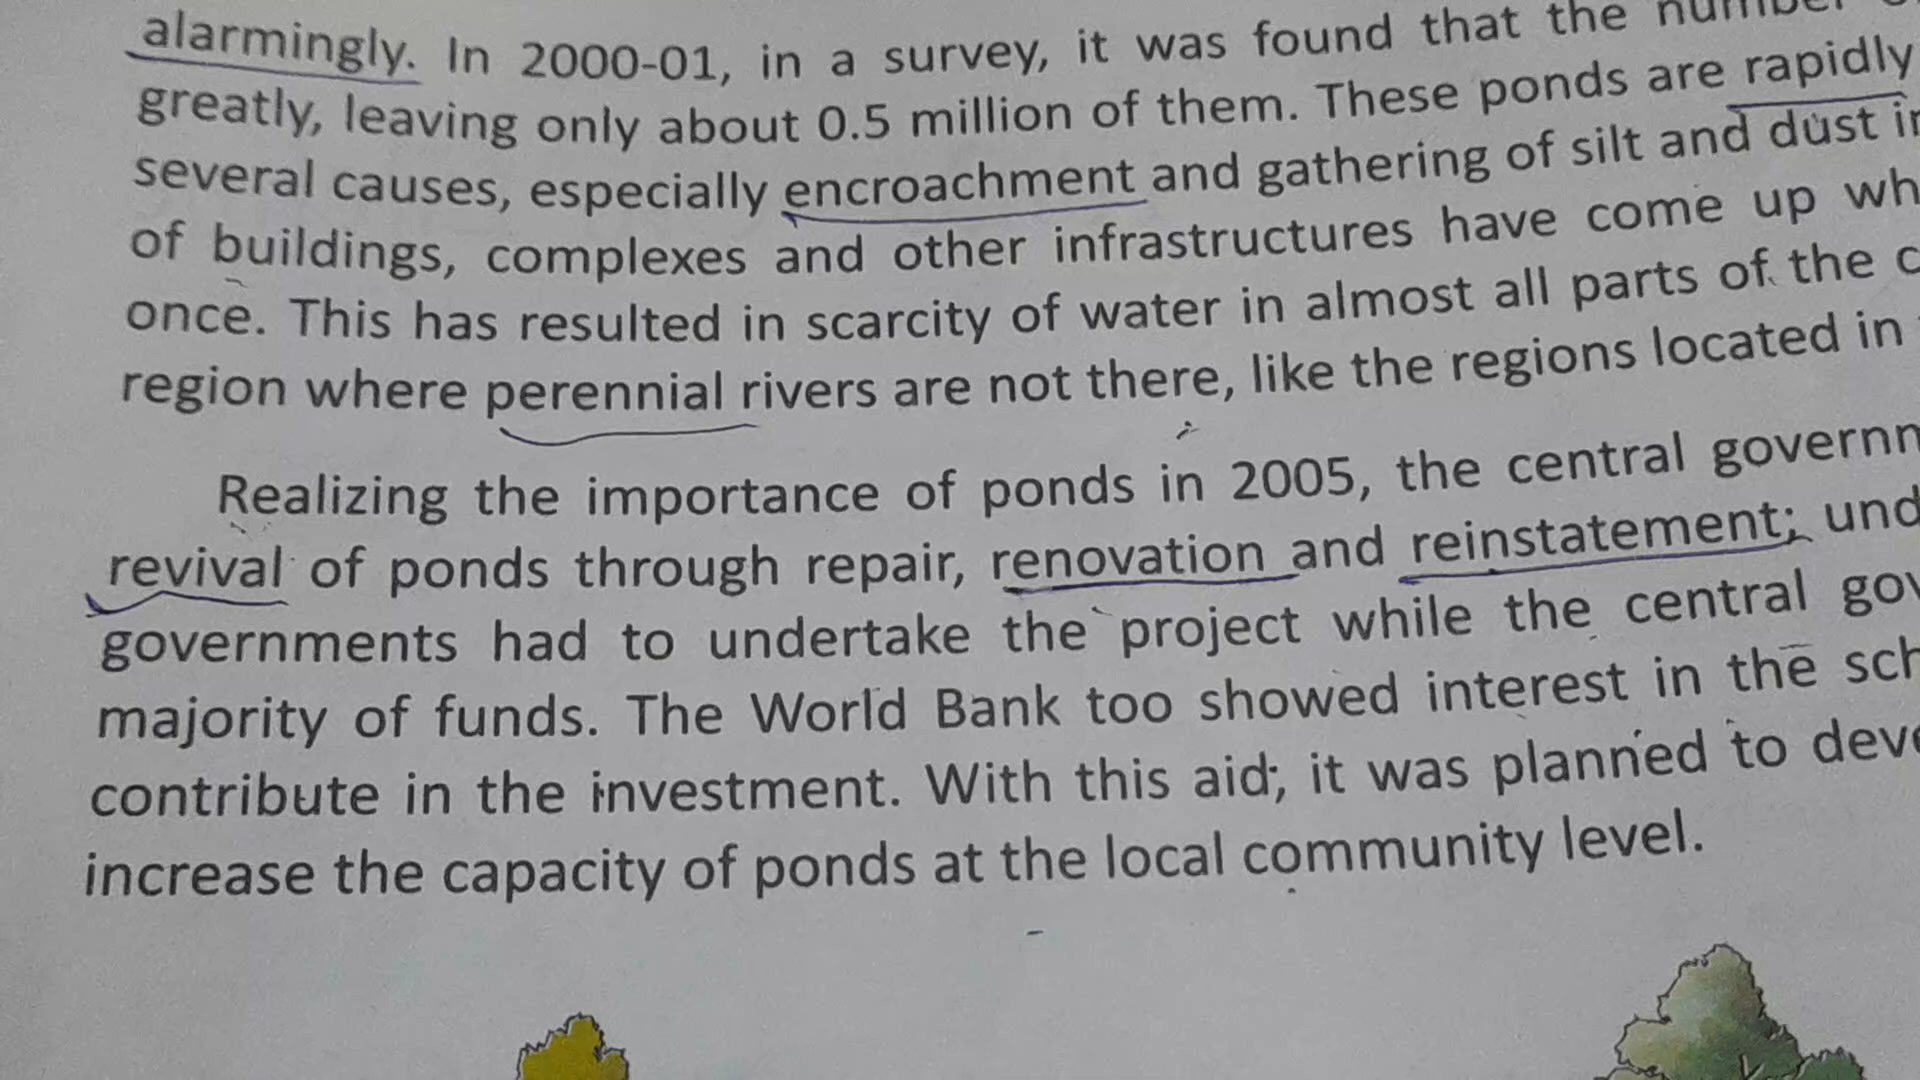 alarmingly. In 2000-01, in a survey, it was found that the number
greatly, leaving only about 0.5 million of them. These ponds are rapidly
several causes, especially encroachment and gathering of silt and dust
of buildings, complexes and other infrastructures have come up
once. This has resulted in scarcity of water in almost all parts of the
region where perennial rivers are not there, like the regions located in
Realizing the importance of ponds in 2005, the central
revival of ponds through repair, renovation and reinstatement;
governments had to undertake the project while the central
majority of funds. The World Bank too showed interest in the
contribute in the investment. With this aid; it was planned to
increase the capacity of ponds at the local community level.